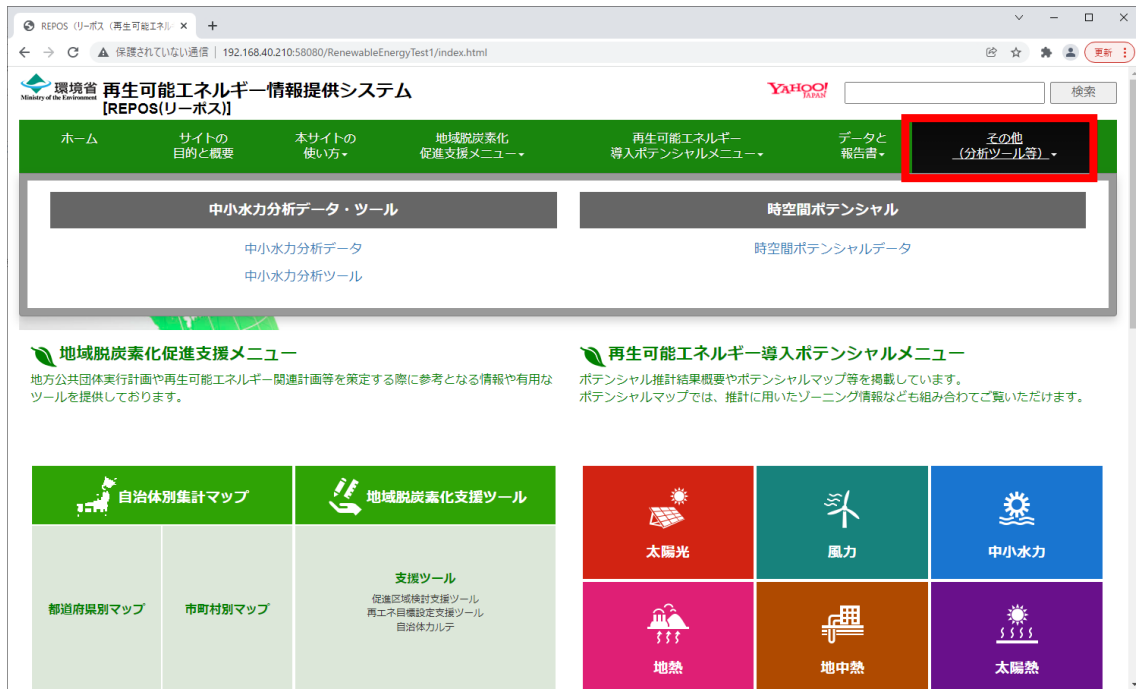 REPOS（リーポス（再生可能エネル
保護されていない通信 | 192.168.40.210:58080/RenewableEnergyTest1/index.html
更新
環境省
Ministry of the Environment
再生可能エネルギー情報提供システム
[REPOS(リーポス)]
YAHOO!
JAPAN
検索
ホーム
サイトの
目的と概要
本サイトの
使い方
地域脱炭素化
促進支援メニュー
再生可能エネルギー
導入ポテンシャルメニュー
データと
報告書
その他
（分析ツール等）
中小水力分析データ・ツール
中小水力分析データ
中小水力分析ツール
時空間ポテンシャル
時空間ポテンシャルデータ
地域脱炭素化促進支援メニュー
地方公共団体実行計画や再生可能エネルギー関連計画等を策定する際に参考となる情報や有用な
ツールを提供しております。
再生可能エネルギー導入ポテンシャルメニュー
ポテンシャル推計結果概要やポテンシャルマップ等を掲載しています。
ポテンシャルマップでは、推計に用いたゾーニング情報なども組み合わてご覧いただけます。
自治体別集計マップ
地域脱炭素化支援ツール
都道府県別マップ
市町村別マップ
支援ツール
促進区域検討支援ツール
再エネ目標設定支援ツール
自治体カルテ
太陽光
風力
中小水力
地熱
地中熱
太陽熱